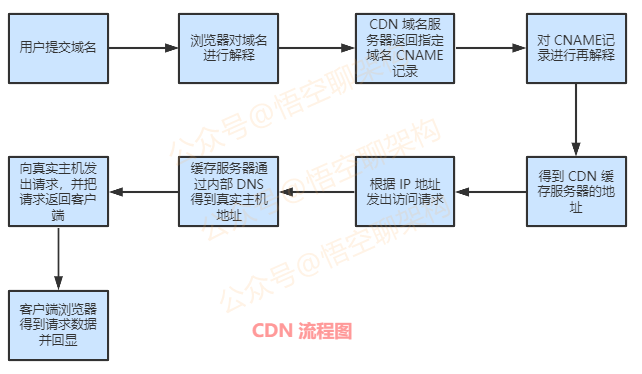 用户提交域名
浏览器对域名
进行解释
CDN 域名服
务器返回指定
域名 CNAME
记录
对 CNAME记
录进行再解释
得到 CDN 缓
存服务器的地
址
根据 IP 地址
发出访问请求
缓存服务器通
过内部 DNS
得到真实主机
地址
向真实主机发
出请求，并把
请求返回客户
端
客户端浏览器
得到请求数据
并回显
CDN 流程图
公众号@悟空聊架构
公众号@悟空聊架构
公众号@悟空聊架构